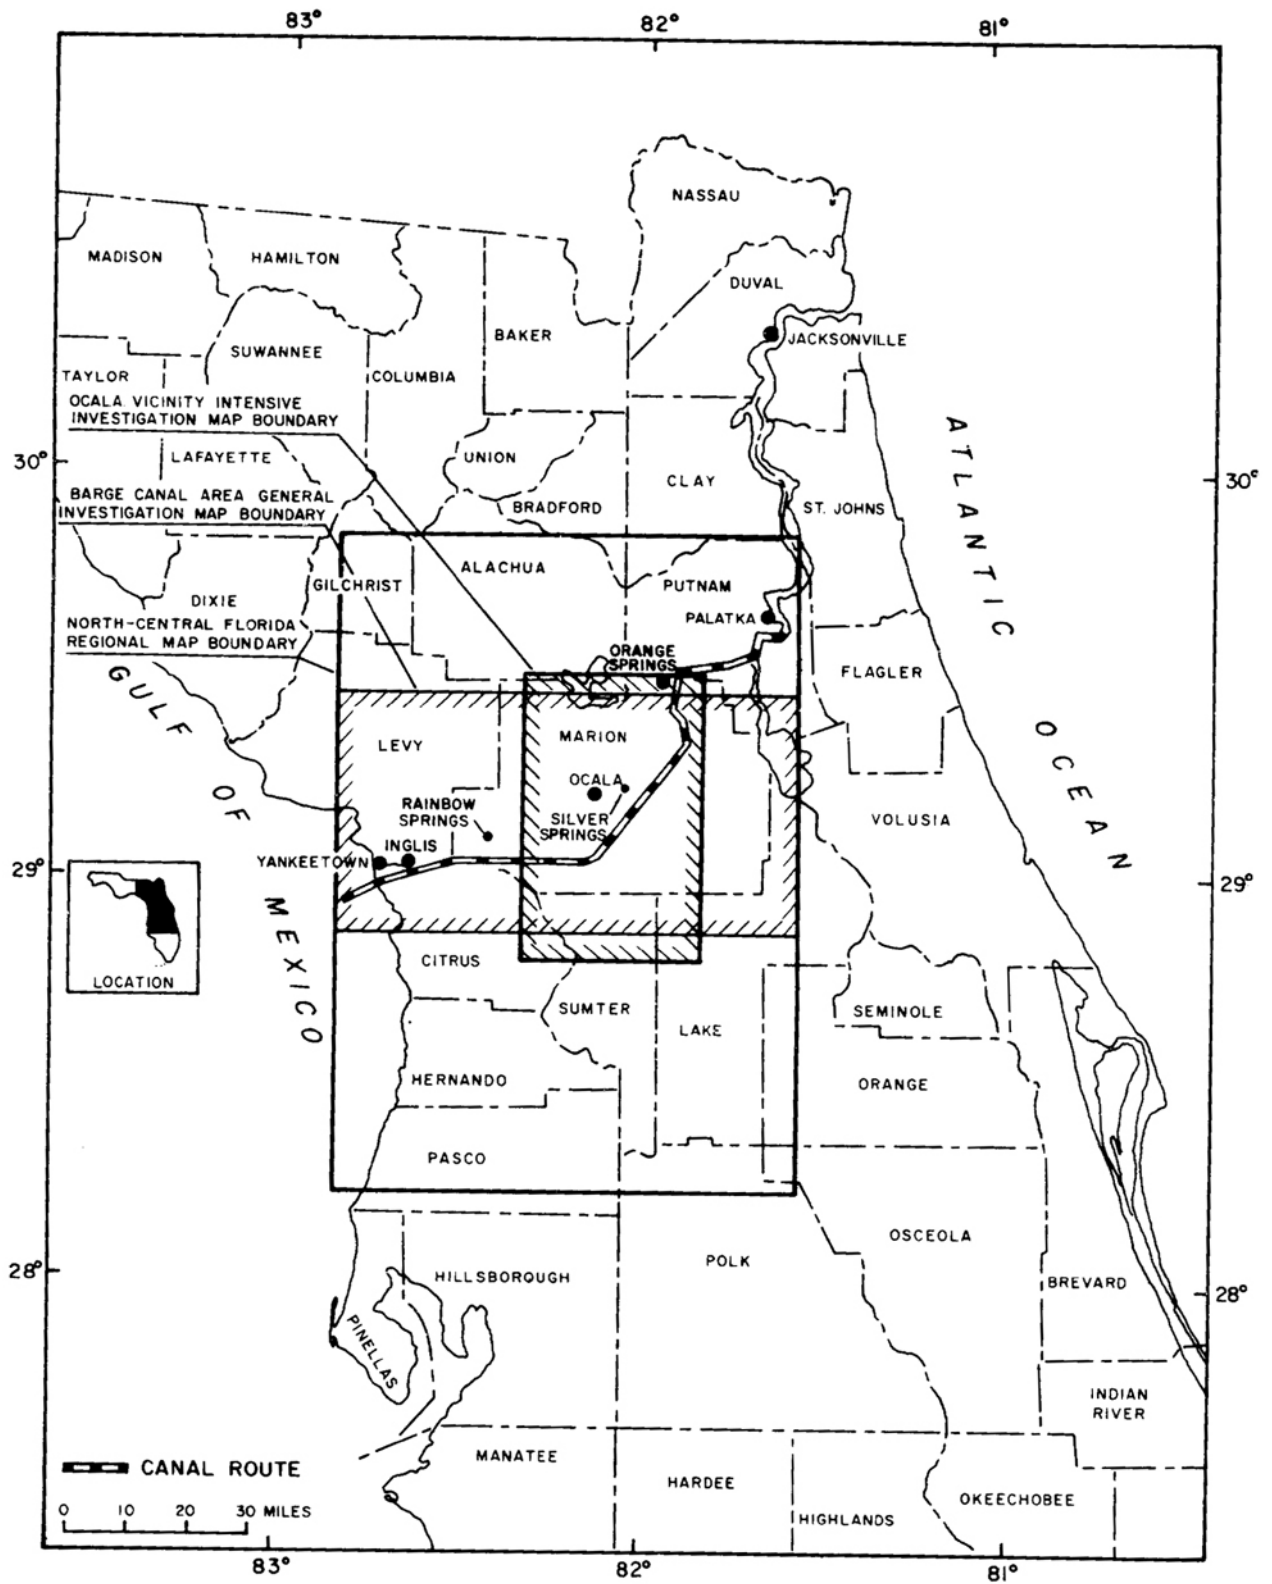 83°
82°
81°
NASSAU
MADISON
HAMILTON
DUVAL
BAKER
JACKSONVILLE
SUWANNEE
TAYLOR
COLUMBIA
OCALA VICINITY INTENSIVE
INVESTIGATION MAP BOUNDARY
ATLANTIC
OCEAN
30°
LAFAYETTE
UNION
CLAY
30°
BARGE CANAL AREA GENERAL
INVESTIGATION MAP BOUNDARY
BRADFORD
ST. JOHNS
ALACHUA
GILCHRIST
PUTNAM
DIXIE
PALATKA
NORTH-CENTRAL FLORIDA
REGIONAL MAP BOUNDARY
ORANGE
SPRINGS
FLAGLER
GULF
OF
MEXICO
LEVY
MARION
OCALA
RAINBOW
SPRINGS
SILVER
SPRINGS
VOLUSIA
INGLIS
YANKEETOWN
29°
29°
LOCATION
CITRUS
SUMTER
LAKE
SEMINOLE
HERNANDO
ORANGE
PASCO
OSCEOLA
POLK
HILLSBOROUGH
BREVARD
28°
28°
PINELLAS
INDIAN
RIVER
MANATEE
HARDEE
OKEECHOBEE
HIGHLANDS
CANAL ROUTE
0 10 20 30 MILES
83°
82°
81°